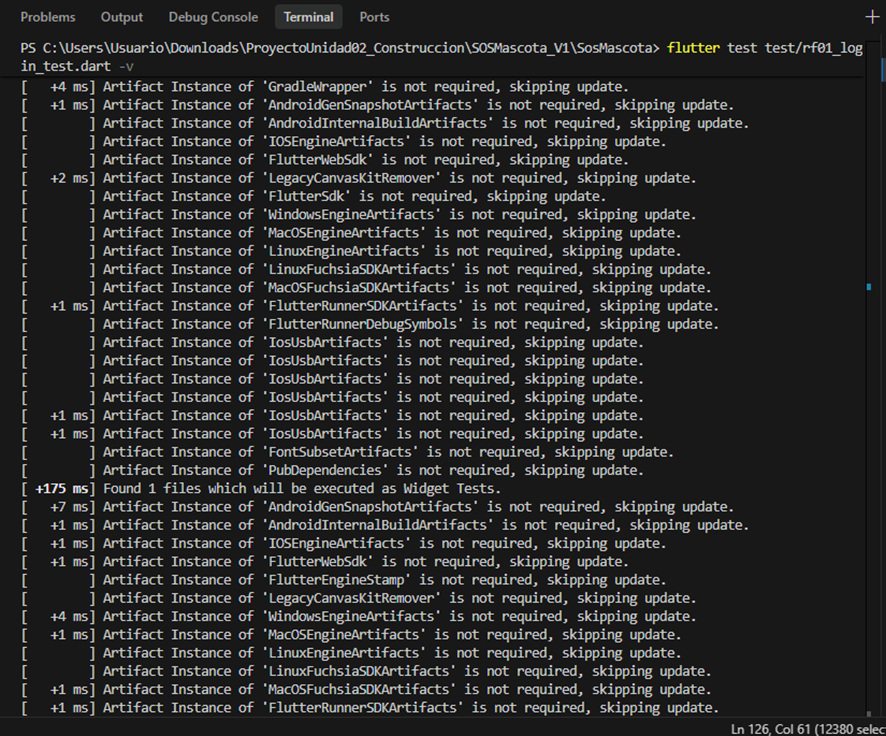 Problems Output Debug Console Terminal Ports
PS C:\Users\Usuario\Downloads\ProyectoUnidad02_Construccion\SOSMascota_V1\SosMascota> flutter test test/rf01_log
in_test.dart -v
[   +4 ms] Artifact Instance of 'GradleWrapper' is not required, skipping update.
[   +1 ms] Artifact Instance of 'AndroidGenSnapshotArtifacts' is not required, skipping update.
[        ] Artifact Instance of 'AndroidInternalBuildArtifacts' is not required, skipping update.
[        ] Artifact Instance of 'IOSEngineArtifacts' is not required, skipping update.
[        ] Artifact Instance of 'FlutterWebSdk' is not required, skipping update.
[   +2 ms] Artifact Instance of 'LegacyCanvasKitRemover' is not required, skipping update.
[        ] Artifact Instance of 'FlutterSdk' is not required, skipping update.
[        ] Artifact Instance of 'WindowsEngineArtifacts' is not required, skipping update.
[        ] Artifact Instance of 'MacOSEngineArtifacts' is not required, skipping update.
[        ] Artifact Instance of 'LinuxEngineArtifacts' is not required, skipping update.
[        ] Artifact Instance of 'LinuxFuchsiaSDKArtifacts' is not required, skipping update.
[        ] Artifact Instance of 'MacOSFuchsiaSDKArtifacts' is not required, skipping update.
[   +1 ms] Artifact Instance of 'FlutterRunnerSDKArtifacts' is not required, skipping update.
[        ] Artifact Instance of 'FlutterRunnerDebugSymbols' is not required, skipping update.
[        ] Artifact Instance of 'IosUsbArtifacts' is not required, skipping update.
[        ] Artifact Instance of 'IosUsbArtifacts' is not required, skipping update.
[        ] Artifact Instance of 'IosUsbArtifacts' is not required, skipping update.
[        ] Artifact Instance of 'IosUsbArtifacts' is not required, skipping update.
[   +1 ms] Artifact Instance of 'IosUsbArtifacts' is not required, skipping update.
[   +1 ms] Artifact Instance of 'IosUsbArtifacts' is not required, skipping update.
[        ] Artifact Instance of 'FontSubsetArtifacts' is not required, skipping update.
[        ] Artifact Instance of 'PubDependencies' is not required, skipping update.
[ +175 ms] Found 1 files which will be executed as Widget Tests.
[   +7 ms] Artifact Instance of 'AndroidGenSnapshotArtifacts' is not required, skipping update.
[   +1 ms] Artifact Instance of 'AndroidInternalBuildArtifacts' is not required, skipping update.
[   +1 ms] Artifact Instance of 'IOSEngineArtifacts' is not required, skipping update.
[   +1 ms] Artifact Instance of 'FlutterWebSdk' is not required, skipping update.
[        ] Artifact Instance of 'FlutterEngineStamp' is not required, skipping update.
[        ] Artifact Instance of 'LegacyCanvasKitRemover' is not required, skipping update.
[   +4 ms] Artifact Instance of 'WindowsEngineArtifacts' is not required, skipping update.
[   +1 ms] Artifact Instance of 'MacOSEngineArtifacts' is not required, skipping update.
[        ] Artifact Instance of 'LinuxEngineArtifacts' is not required, skipping update.
[        ] Artifact Instance of 'LinuxFuchsiaSDKArtifacts' is not required, skipping update.
[   +1 ms] Artifact Instance of 'MacOSFuchsiaSDKArtifacts' is not required, skipping update.
[   +1 ms] Artifact Instance of 'FlutterRunnerSDKArtifacts' is not required, skipping update.
Ln 126, Col 61 (12380 selec